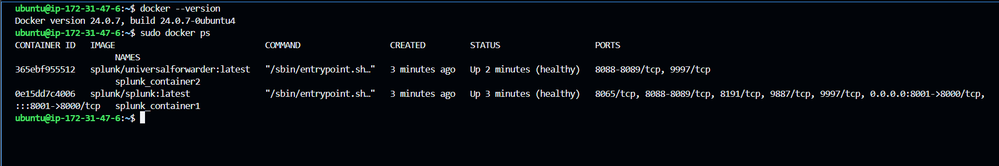 ubuntu@ip-172-31-47-6:~$ docker --version
Docker version 24.0.7, build 24.0.7-0ubuntu4
ubuntu@ip-172-31-47-6:~$ sudo docker ps
CONTAINER ID   IMAGE                              COMMAND                  CREATED         STATUS                   PORTS
                    NAMES
365ebf955512   splunk/universalforwarder:latest   "/sbin/entrypoint.sh…"   3 minutes ago   Up 2 minutes (healthy)   8088-8089/tcp, 9997/tcp
                    splunk_container2
0e15dd7c4006   splunk/splunk:latest               "/sbin/entrypoint.sh…"   3 minutes ago   Up 3 minutes (healthy)   8065/tcp, 8088-8089/tcp, 8191/tcp, 9887/tcp, 9997/tcp, 0.0.0.0:8001->8000/tcp,
:::8001->8000/tcp   splunk_container1
ubuntu@ip-172-31-47-6:~$